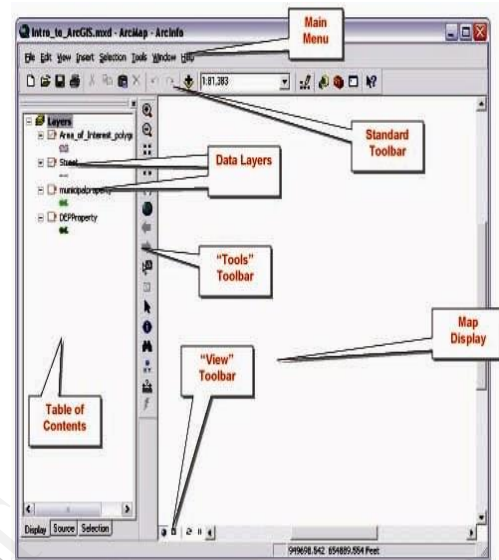 Intro_to_ArcGIS.mxd - ArcMap - ArcInfo
Main
Menu
File Edit View Insert Selection Tools Window Help
1:81,383
Standard
Toolbar
Layers
Area_of_Interest_polyg
Street
municipalproperty
DEPProperty
Data Layers
"Tools"
Toolbar
Map
Display
"View"
Toolbar
Table of
Contents
Display Source Selection
949698.542 654889.554 Feet